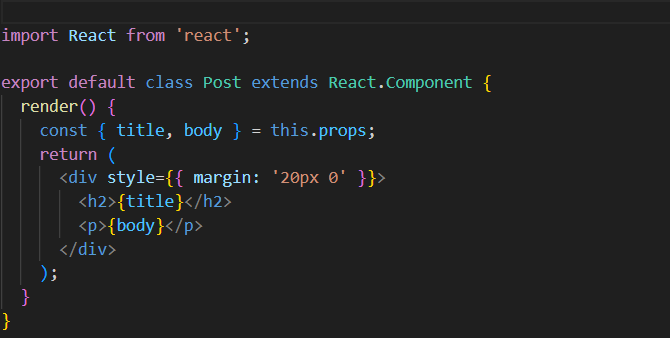 import React from 'react';
export default class Post extends React.Component {
  render() {
    const { title, body } = this.props;
    return (
      <div style={{ margin: '20px 0' }}>
        <h2>{title}</h2>
        <p>{body}</p>
      </div>
    );
  }
}